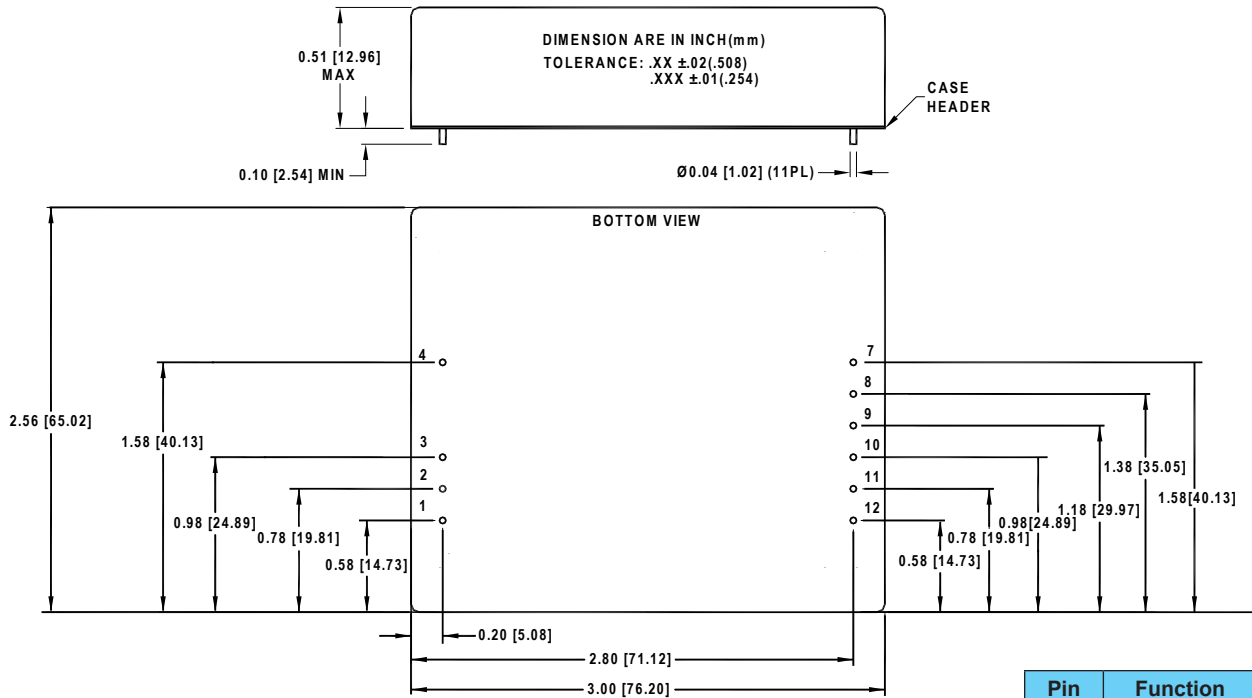 0.51 [12.96]
MAX
DIMENSION ARE IN INCH(mm)
TOLERANCE: .XX ±.02(.508)
.XXX ±.01(.254)
CASE
HEADER
0.10 [2.54] MIN
Ø0.04 [1.02] (11PL)
BOTTOM VIEW
4
7
8
2.56 [65.02]
9
1.58 [40.13]
3
10
1.38 [35.05]
2
11
1.58[40.13]
1
12
1.18 [29.97]
0.98 [24.89]
0.98[24.89]
0.78 [19.81]
0.78 [19.81]
0.58 [14.73]
0.58 [14.73]
0.20 [5.08]
2.80 [71.12]
3.00 [76.20]
Pin Function